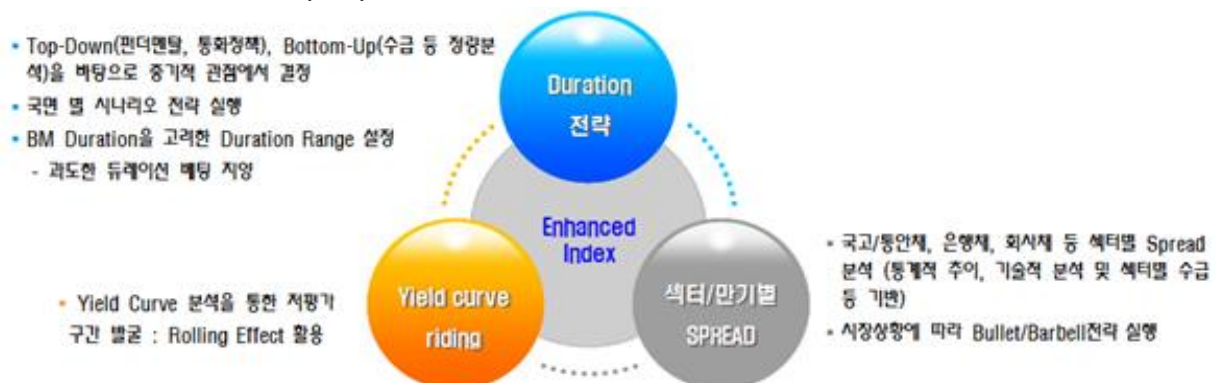 • Top-Down(펀더멘탈, 통화정책), Bottom-Up(수급 등 정량분
석)을 바탕으로 중기적 관점에서 결정
• 국면 별 시나리오 전략 실행
• BM Duration을 고려한 Duration Range 설정
- 과도한 듀레이션 베팅 지양
Duration
전략
Enhanced
Index
Yield curve
riding
섹터/만기별
SPREAD
• Yield Curve 분석을 통한 저평가
구간 발굴 : Rolling Effect 활용
• 국고/통안채, 은행채, 회사채 등 섹터별 Spread
분석 (통계적 추이, 기술적 분석 및 섹터별 수급
등 기반)
• 시장상황에 따라 Bullet/Barbell전략 실행